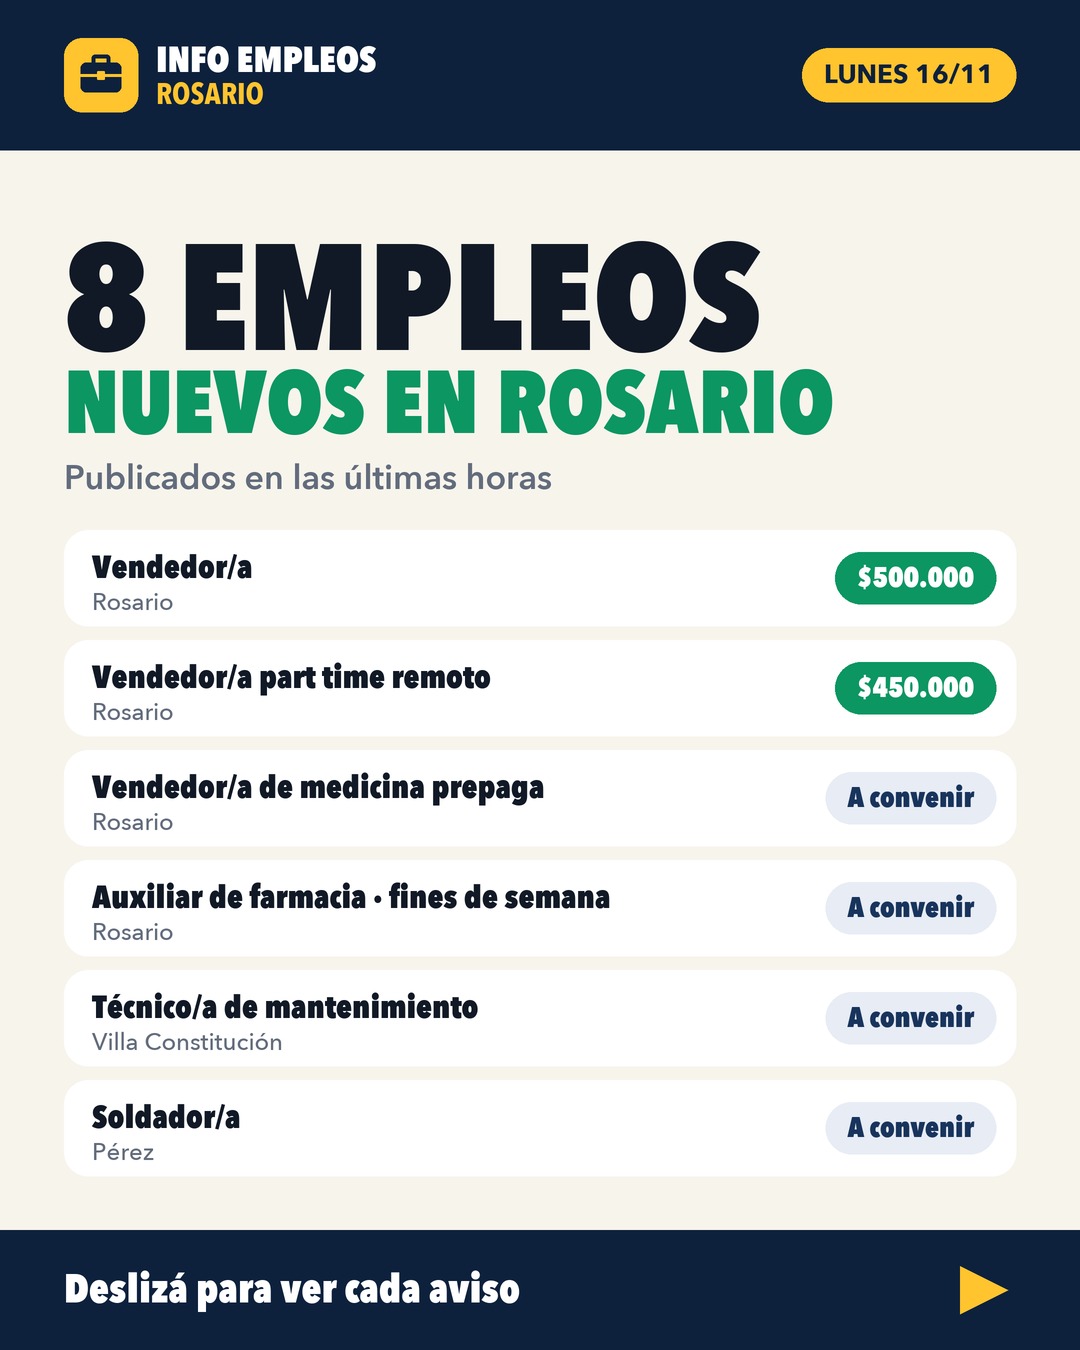 INFO EMPLEOS
ROSARIO
LUNES 16/11
8 EMPLEOS
NUEVOS EN ROSARIO
Publicados en las últimas horas
Vendedor/a
Rosario
$500.000
Vendedor/a part time remoto
Rosario
$450.000
Vendedor/a de medicina prepaga
Rosario
A convenir
Auxiliar de farmacia · fines de semana
Rosario
A convenir
Técnico/a de mantenimiento
Villa Constitución
A convenir
Soldador/a
Pérez
A convenir
Deslizá para ver cada aviso